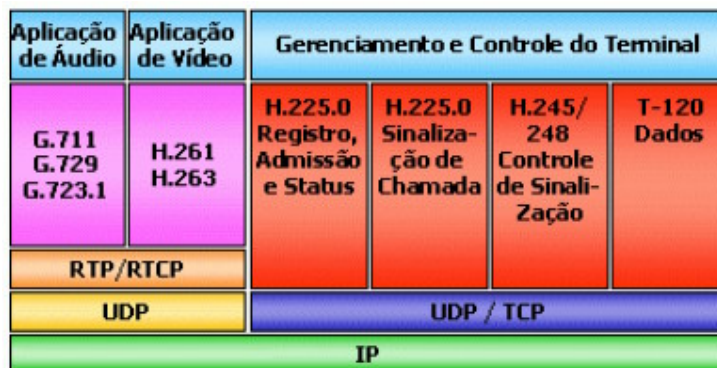 Aplicação
de Áudio
Aplicação
de Vídeo
Gerenciamento e Controle do Terminal
G.711
G.729
G.723.1
H.261
H.263
H.225.0
Registro,
Admissão
e Status
H.225.0
Sinaliza-
ção de
Chamada
H.245/
248
Controle
de Sinali-
Zação
T-120
Dados
RTP/RTCP
UDP
UDP / TCP
IP